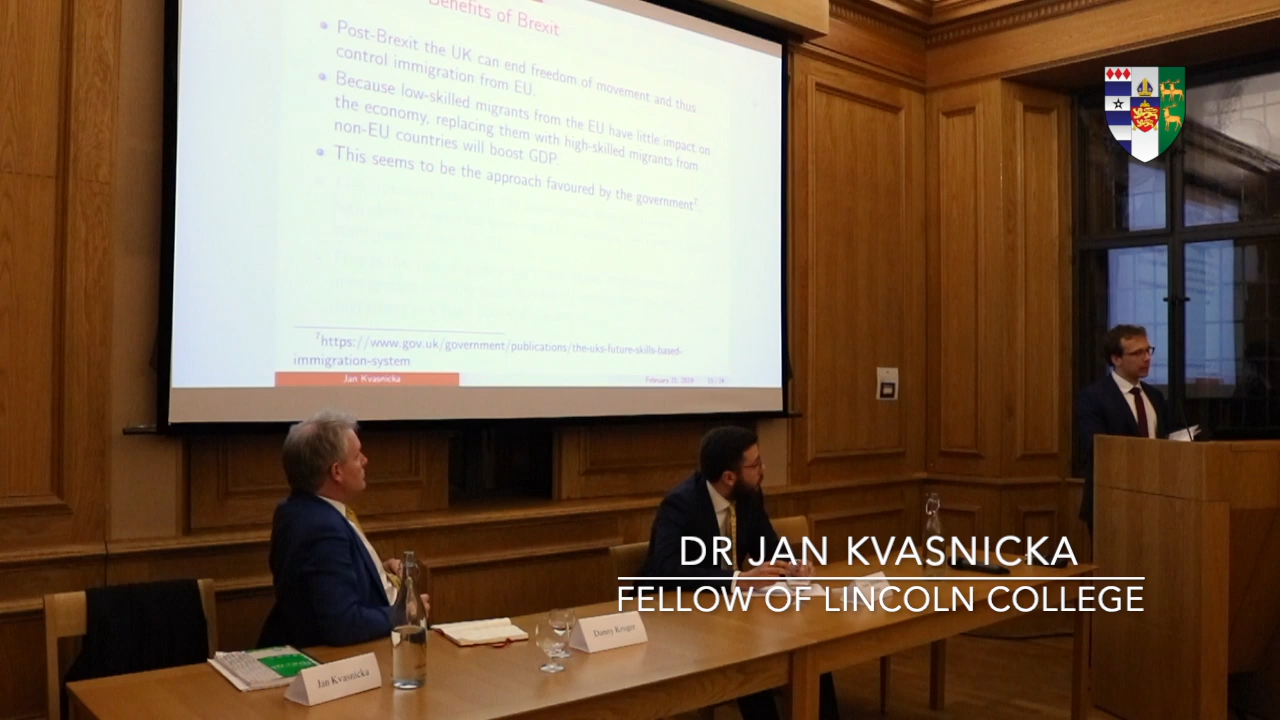 Benefits of Brexit
Post-Brexit the UK can end freedom of movement and thus
control immigration from EU.
Because low-skilled migrants from the EU have little impact on
the economy, replacing them with high-skilled migrants from
non-EU countries will boost GDP.
This seems to be the approach favoured by the government7.
7https://www.gov.uk/government/publications/the-uks-future-skills-based-
immigration-system
Jan Kvasnicka
February 21, 2019 15 / 24
DR JAN KVASNICKA
FELLOW OF LINCOLN COLLEGE
Danny Kruger
Jan Kvasnicka